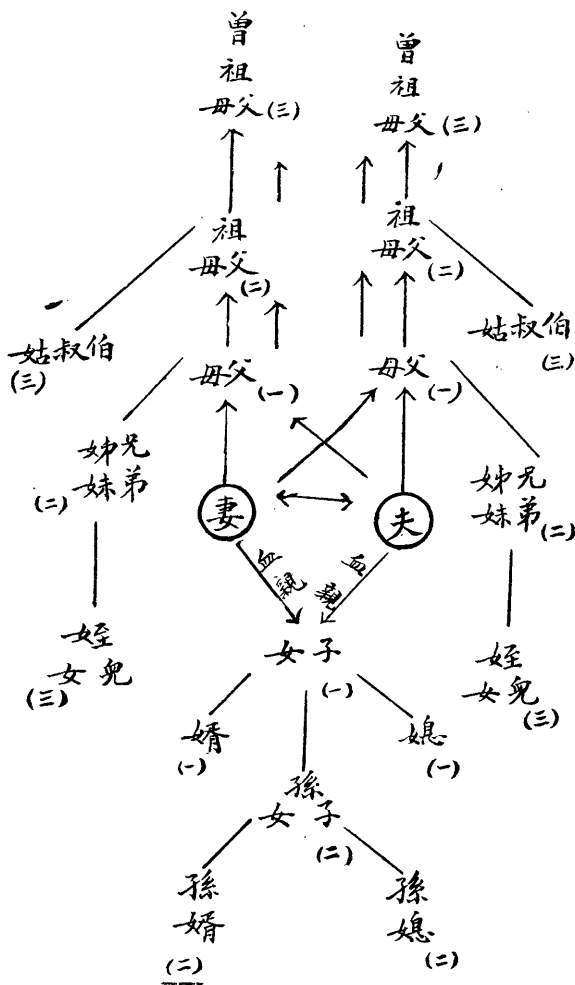 曾
祖
母父(三)
曾
祖
母父(三)
祖
母父
(二)
祖
母父
(二)
姑叔伯
(三)
姑叔伯
(三)
母父(一)
母父(一)
姊兄
妹弟
(二)
姊兄
妹弟(二)
妻
夫
血親
血親
女子
(一)
姪
女兒
(三)
姪
女兒
(三)
婿
(一)
媳
(一)
孫
女子
(二)
孫
婿
(二)
孫
媳
(二)